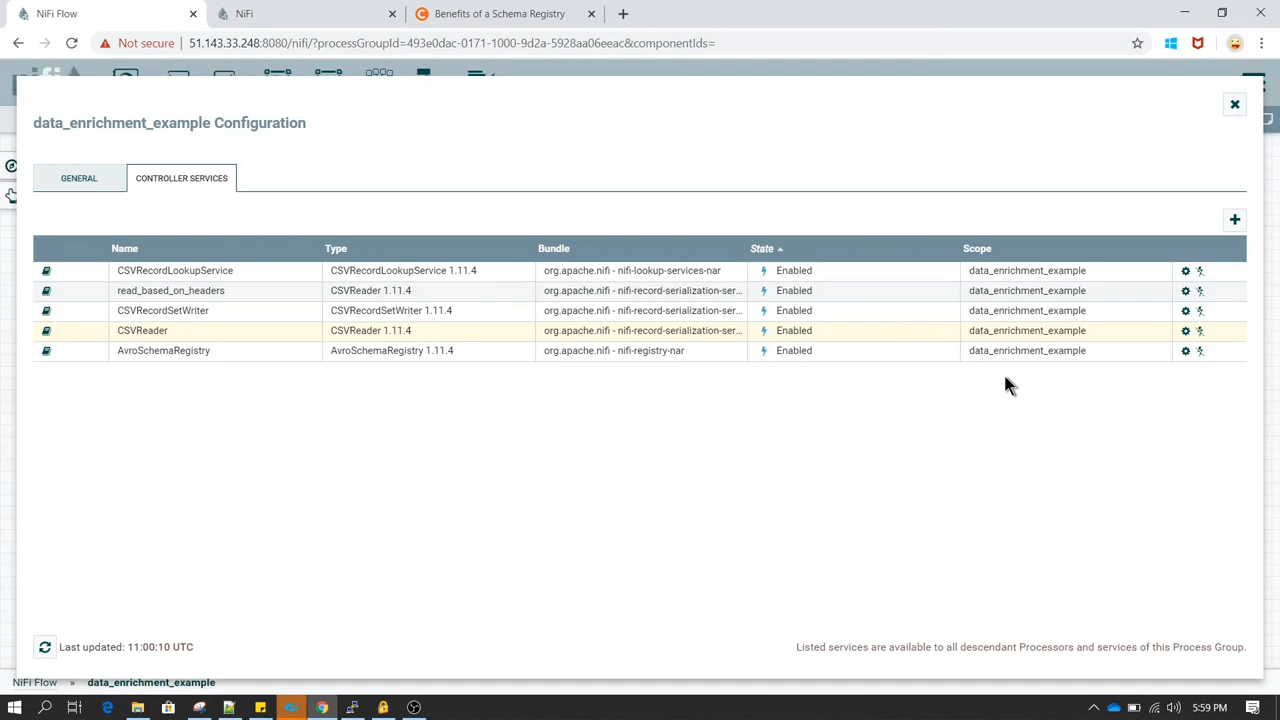 NiFi Flow
NiFi
Benefits of a Schema Registry
Not secure 51.143.33.248:8080/nifi/?processGroupId=493e0dac-0171-1000-9d2a-5928aa06eeac&componentIds=
data_enrichment_example Configuration
GENERAL CONTROLLER SERVICES
Name Type Bundle State Scope
CSVRecordLookupService CSVRecordLookupService 1.11.4 org.apache.nifi - nifi-lookup-services-nar Enabled data_enrichment_example
read_based_on_headers CSVReader 1.11.4 org.apache.nifi - nifi-record-serialization-ser... Enabled data_enrichment_example
CSVRecordSetWriter CSVRecordSetWriter 1.11.4 org.apache.nifi - nifi-record-serialization-ser... Enabled data_enrichment_example
CSVReader CSVReader 1.11.4 org.apache.nifi - nifi-record-serialization-ser... Enabled data_enrichment_example
AvroSchemaRegistry AvroSchemaRegistry 1.11.4 org.apache.nifi - nifi-registry-nar Enabled data_enrichment_example
Last updated: 11:00:10 UTC
Listed services are available to all descendant Processors and services of this Process Group.
NiFi Flow » data_enrichment_example
5:59 PM